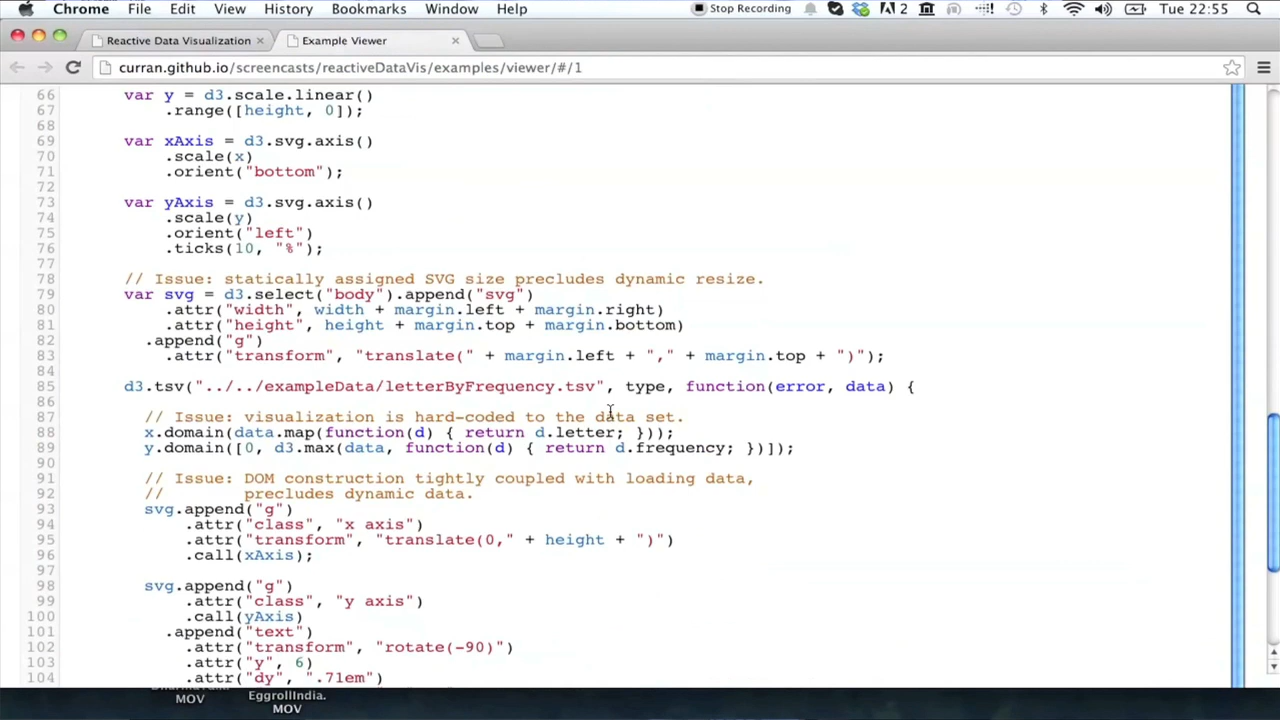 Chrome File Edit View History Bookmarks Window Help Stop Recording 2 Tue 22:55
Reactive Data Visualization × Example Viewer ×
curran.github.io/screencasts/reactiveDataVis/examples/viewer/#/1
66 var y = d3.scale.linear()
67 .range([height, 0]);
68
69 var xAxis = d3.svg.axis()
70 .scale(x)
71 .orient("bottom");
72
73 var yAxis = d3.svg.axis()
74 .scale(y)
75 .orient("left")
76 .ticks(10, "%");
77
78 // Issue: statically assigned SVG size precludes dynamic resize.
79 var svg = d3.select("body").append("svg")
80 .attr("width", width + margin.left + margin.right)
81 .attr("height", height + margin.top + margin.bottom)
82 .append("g")
83 .attr("transform", "translate(" + margin.left + "," + margin.top + ")");
84
85 d3.tsv("../../exampleData/letterByFrequency.tsv", type, function(error, data) {
86
87 // Issue: visualization is hard-coded to the data set.
88 x.domain(data.map(function(d) { return d.letter; }));
89 y.domain([0, d3.max(data, function(d) { return d.frequency; })]);
90
91 // Issue: DOM construction tightly coupled with loading data,
92 // precludes dynamic data.
93 svg.append("g")
94 .attr("class", "x axis")
95 .attr("transform", "translate(0," + height + ")")
96 .call(xAxis);
97
98 svg.append("g")
99 .attr("class", "y axis")
100 .call(yAxis)
101 .append("text")
102 .attr("transform", "rotate(-90)")
103 .attr("y", 6)
104 .attr("dy", ".71em")
MOV
EggrollIndia.
MOV